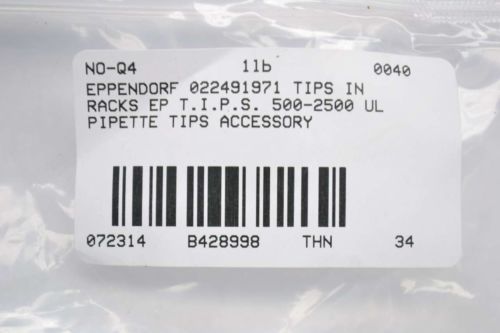 NO-Q4 11b 0040
EPPENDORF 022491971 TIPS IN
RACKS EP T.I.P.S. 500-2500 UL
PIPETTE TIPS ACCESSORY
072314 B428998 THN 34